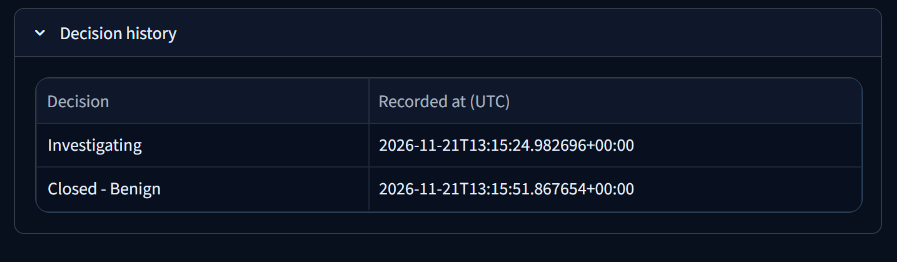 Decision history
Decision Recorded at (UTC)
Investigating 2026-11-21T13:15:24.982696+00:00
Closed - Benign 2026-11-21T13:15:51.867654+00:00